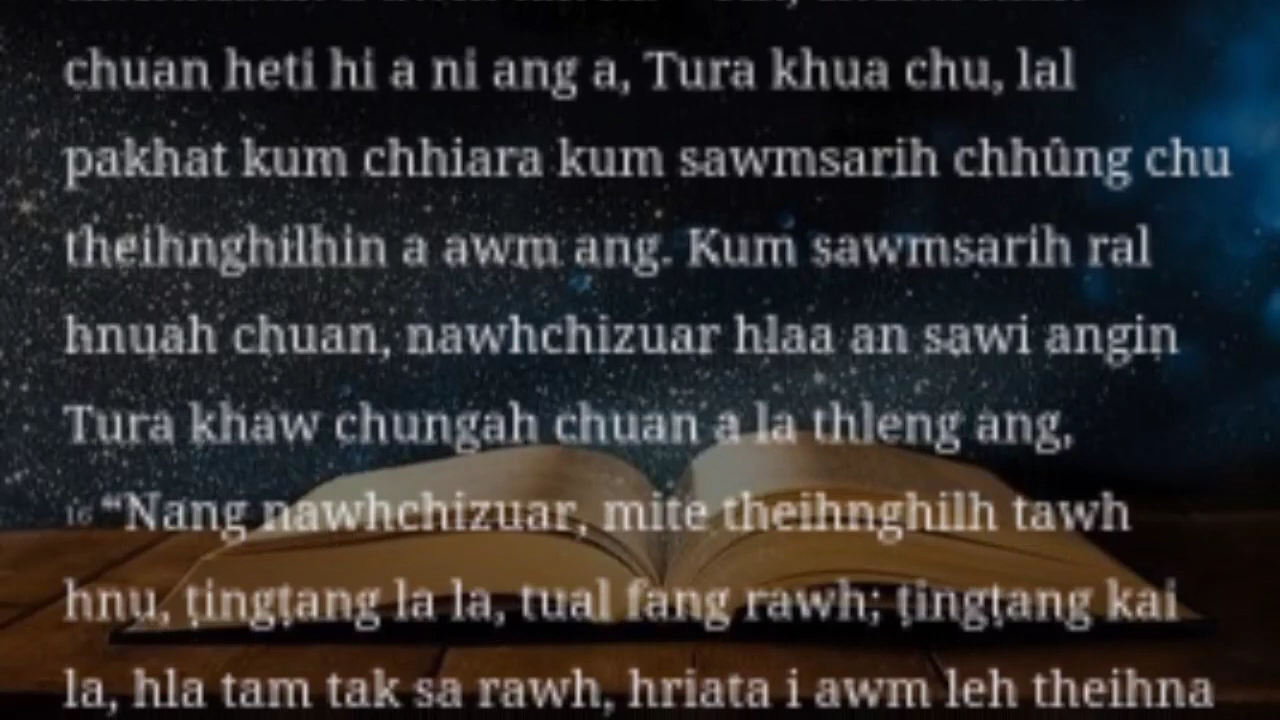 chuan heti hi a ni ang a, Tura khua chu, lal
pakhat kum chhiara kum sawmsarih chhûng chu
theihnghilhin a awm ang. Kum sawmsarih ral
hnuah chuan, nawhchizuar hlaa an sawi angin
Tura khaw chungah chuan a la thleng ang,
16 “Nang nawhchizuar, mite theihnghilh tawh
hnu, ṭingṭang la la, tual fang rawh; ṭingṭang kai
la, hla tam tak sa rawh, hriata i awm leh theihna